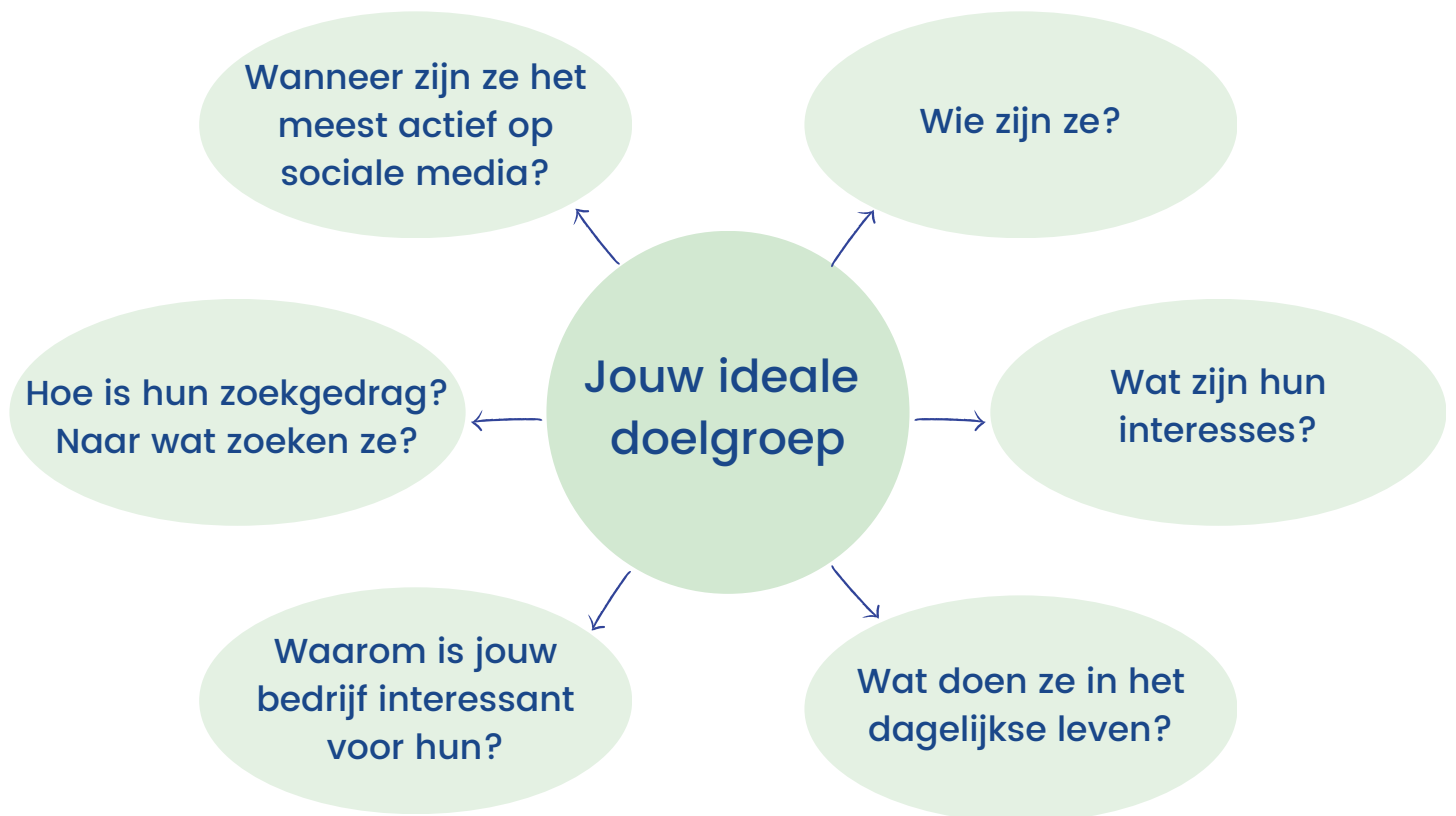 Wanneer zijn ze het
meest actief op
sociale media?
Wie zijn ze?
Hoe is hun zoekgedrag?
Naar wat zoeken ze?
Jouw ideale
doelgroep
Wat zijn hun
interesses?
Waarom is jouw
bedrijf interessant
voor hun?
Wat doen ze in het
dagelijkse leven?